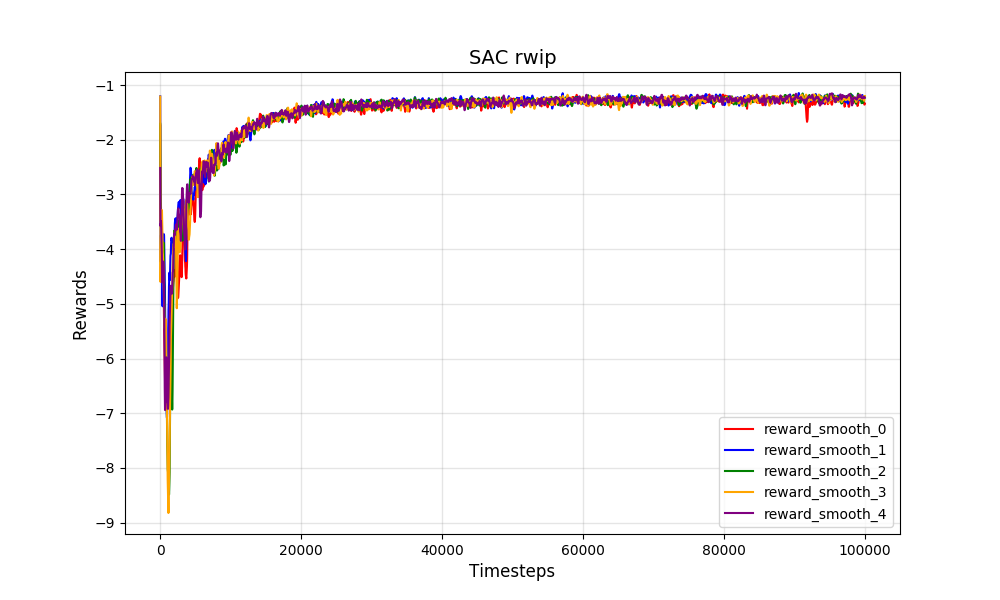 SAC rwip
−1
−2
−3
−4
−5
−6
−7
−8
−9
Rewards
reward_smooth_0
reward_smooth_1
reward_smooth_2
reward_smooth_3
reward_smooth_4
0 20000 40000 60000 80000 100000
Timesteps